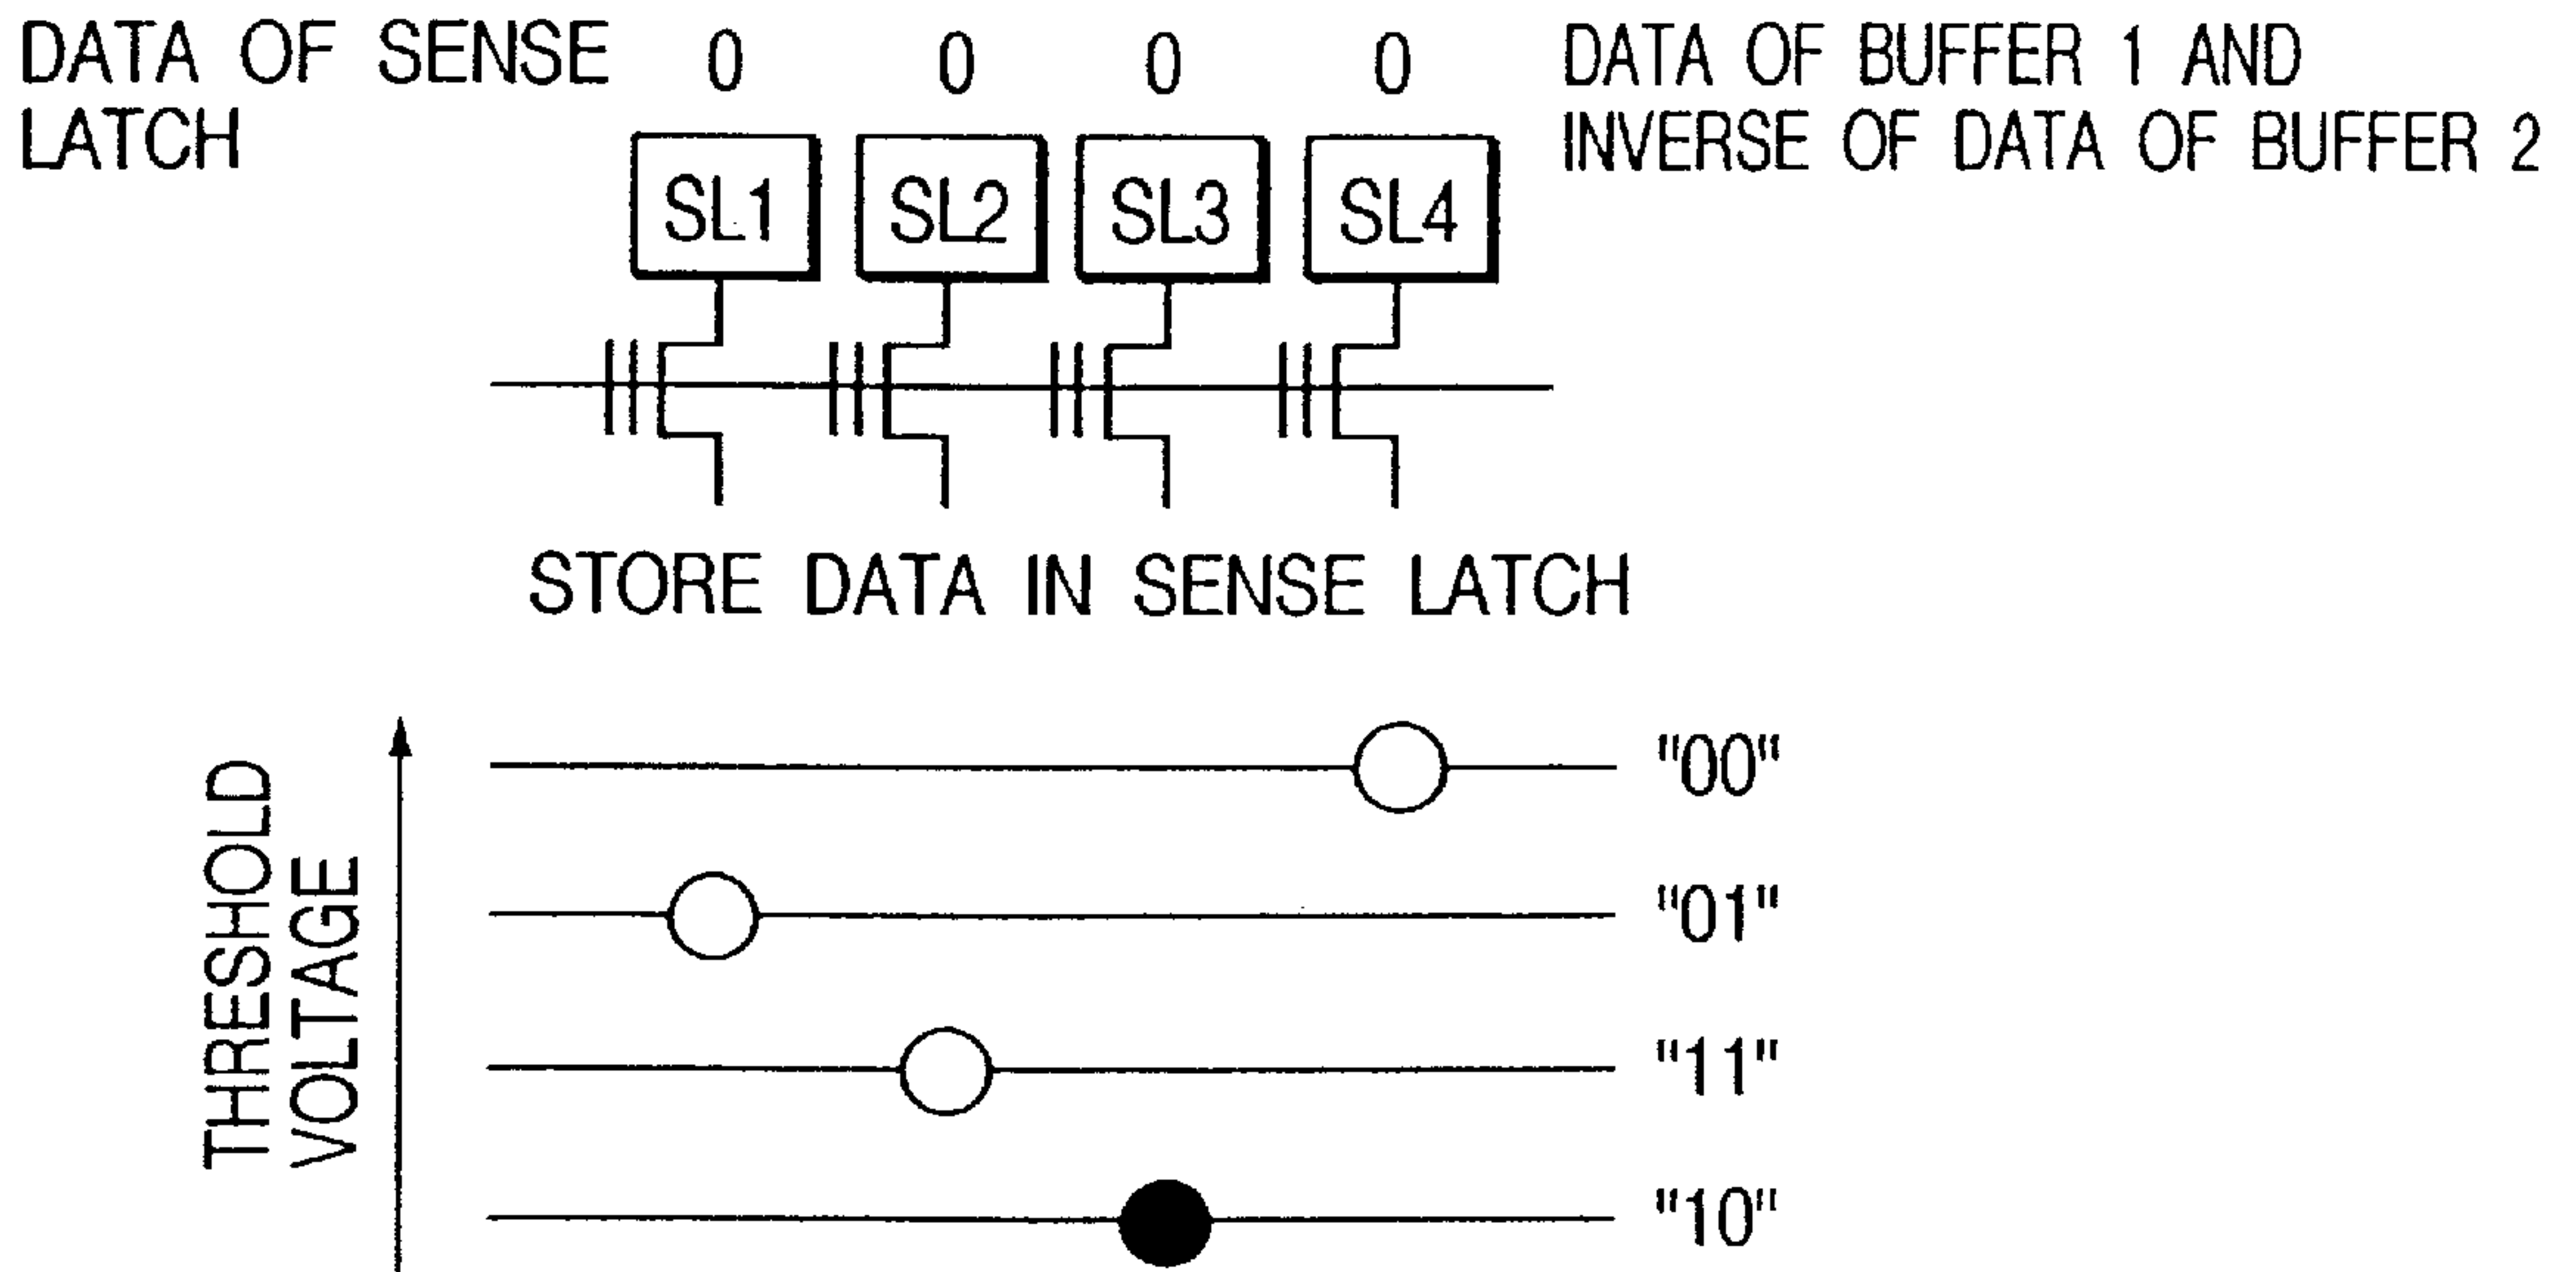 DATA OF SENSE
LATCH
0 0 0 0
DATA OF BUFFER 1 AND
INVERSE OF DATA OF BUFFER 2
SL1 SL2 SL3 SL4
STORE DATA IN SENSE LATCH
THRESHOLD
VOLTAGE
"00"
"01"
"11"
"10"